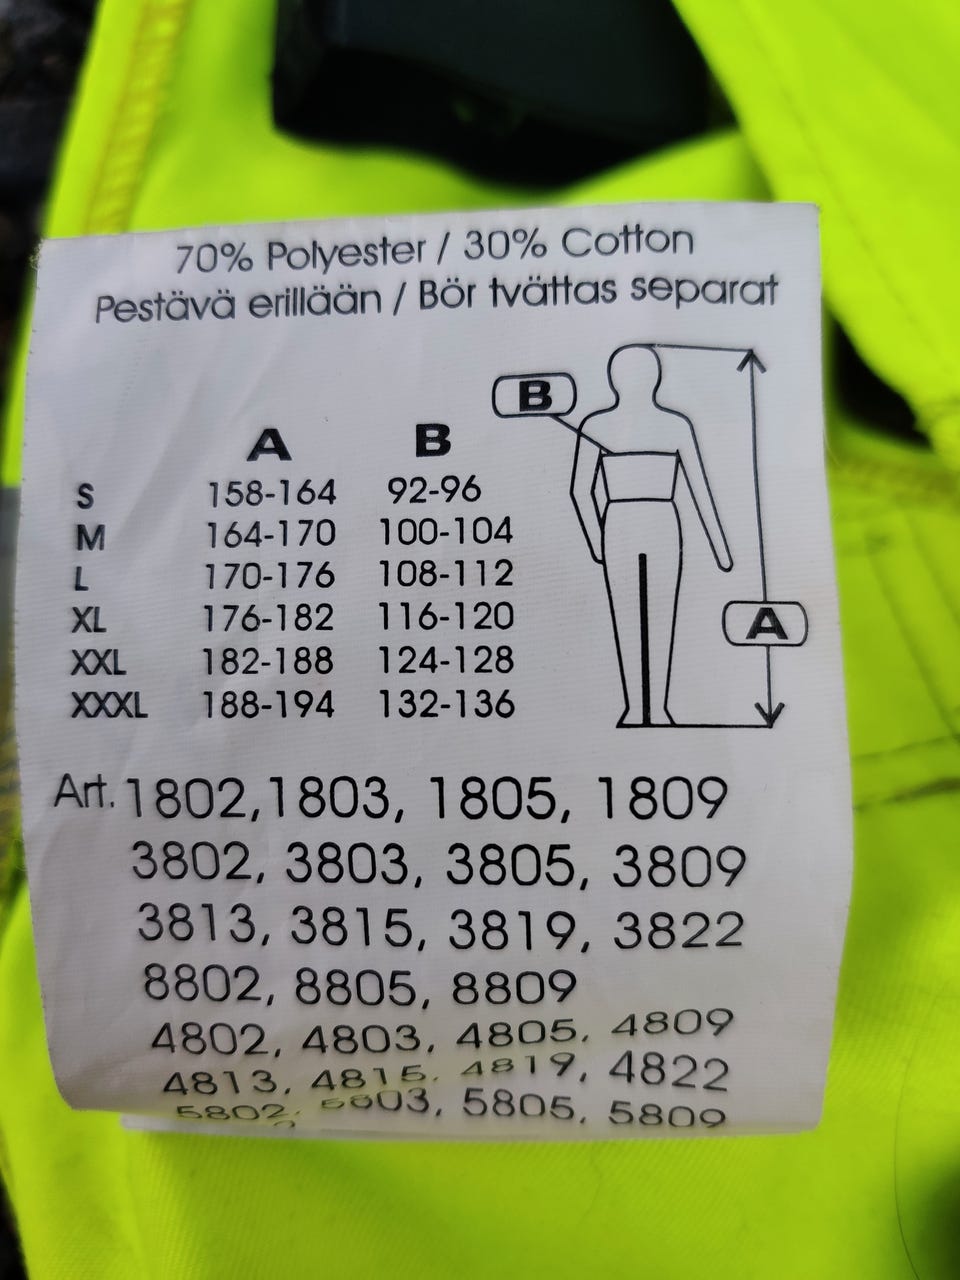 70% Polyester / 30% Cotton
Pestävä erillään / Bör tvättas separat
B
A B
S 158-164 92-96
M 164-170 100-104
L 170-176 108-112
XL 176-182 116-120
XXL 182-188 124-128
XXXL 188-194 132-136
A
Art. 1802, 1803, 1805, 1809
3802, 3803, 3805, 3809
3813, 3815, 3819, 3822
8802, 8805, 8809
4802, 4803, 4805, 4809
4813, 4815, 4819, 4822
5802, 5803, 5805, 5809